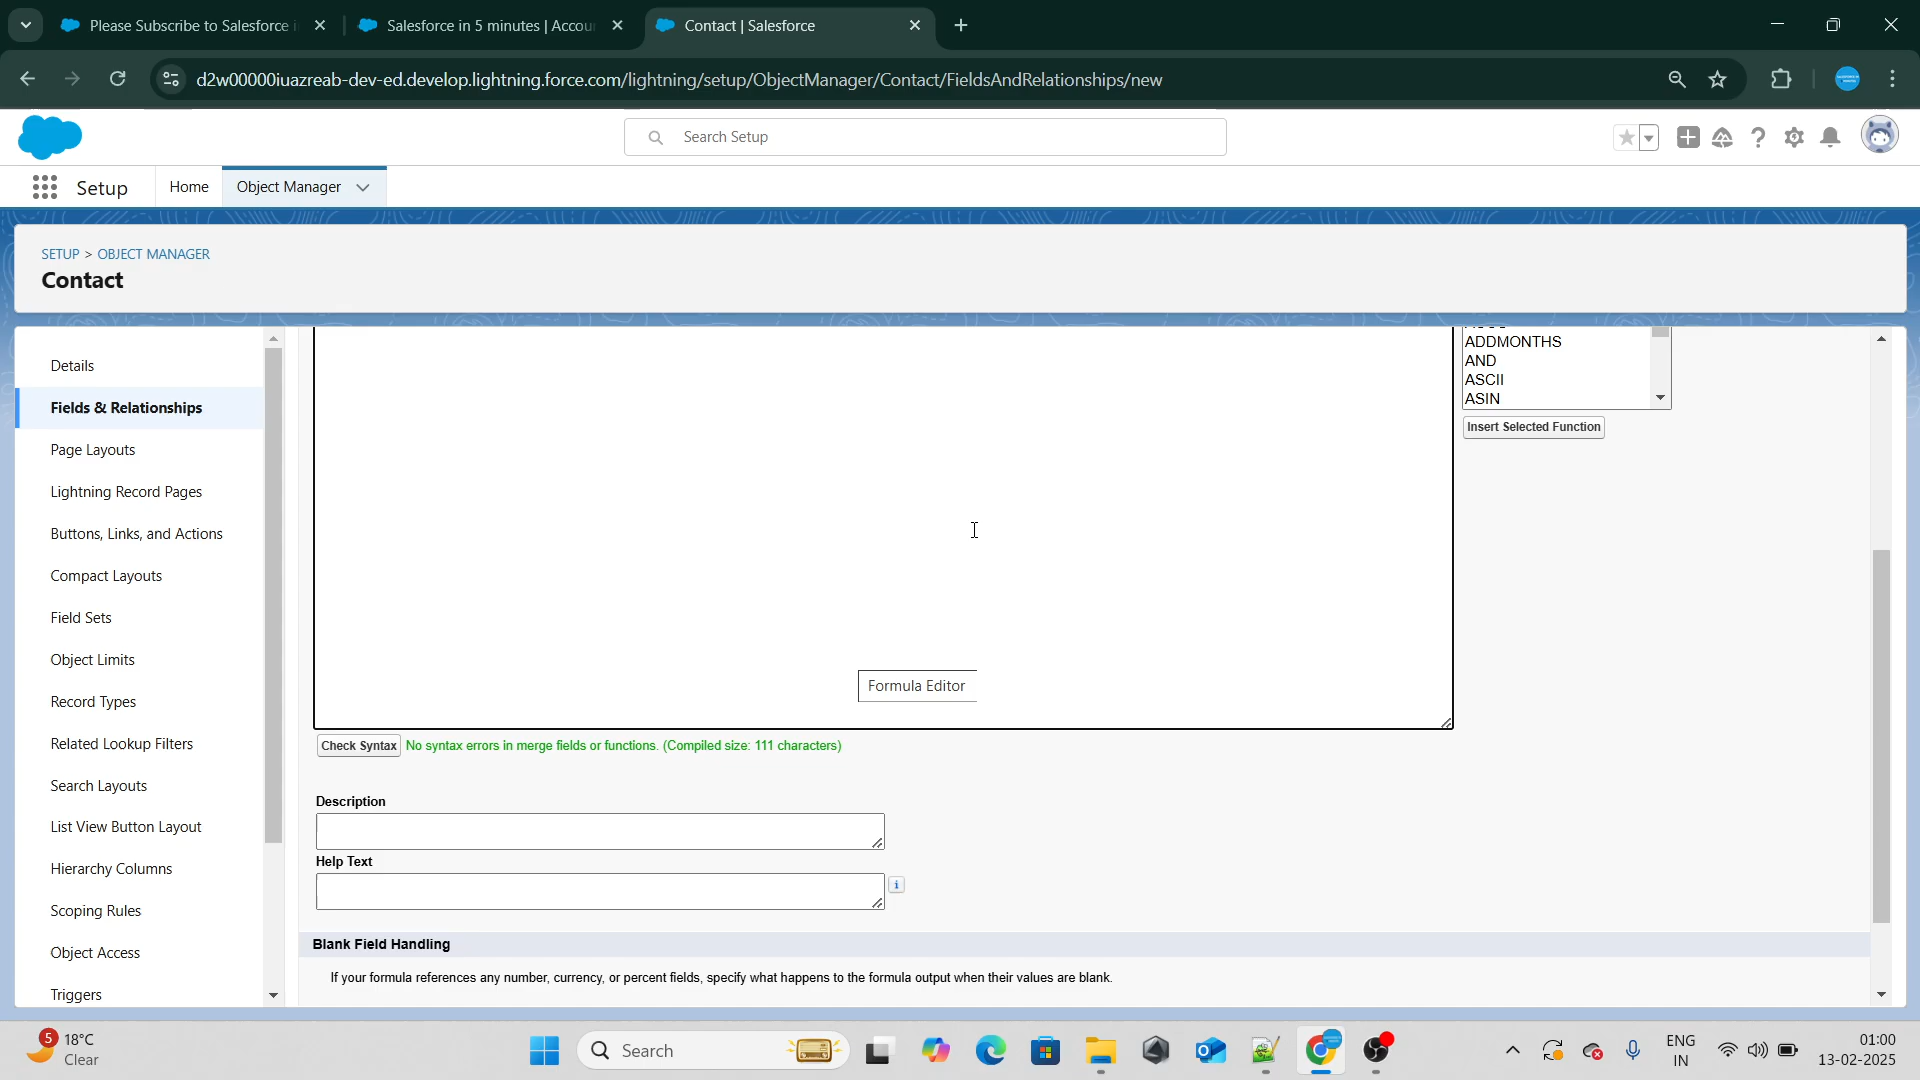 Please Subscribe to Salesforce i
Salesforce in 5 minutes | Accou
Contact | Salesforce
d2w00000iuazreab-dev-ed.develop.lightning.force.com/lightning/setup/ObjectManager/Contact/FieldsAndRelationships/new
Search Setup
Setup
Home
Object Manager
SETUP > OBJECT MANAGER
Contact
Details
Fields & Relationships
Page Layouts
Lightning Record Pages
Buttons, Links, and Actions
Compact Layouts
Field Sets
Object Limits
Record Types
Related Lookup Filters
Search Layouts
List View Button Layout
Hierarchy Columns
Scoping Rules
Object Access
Triggers
ADDMONTHS
AND
ASCII
ASIN
Insert Selected Function
Formula Editor
Check Syntax No syntax errors in merge fields or functions. (Compiled size: 111 characters)
Description
Help Text
i
Blank Field Handling
If your formula references any number, currency, or percent fields, specify what happens to the formula output when their values are blank.
5
18°C
Clear
Search
ENG
IN
01:00
13-02-2025